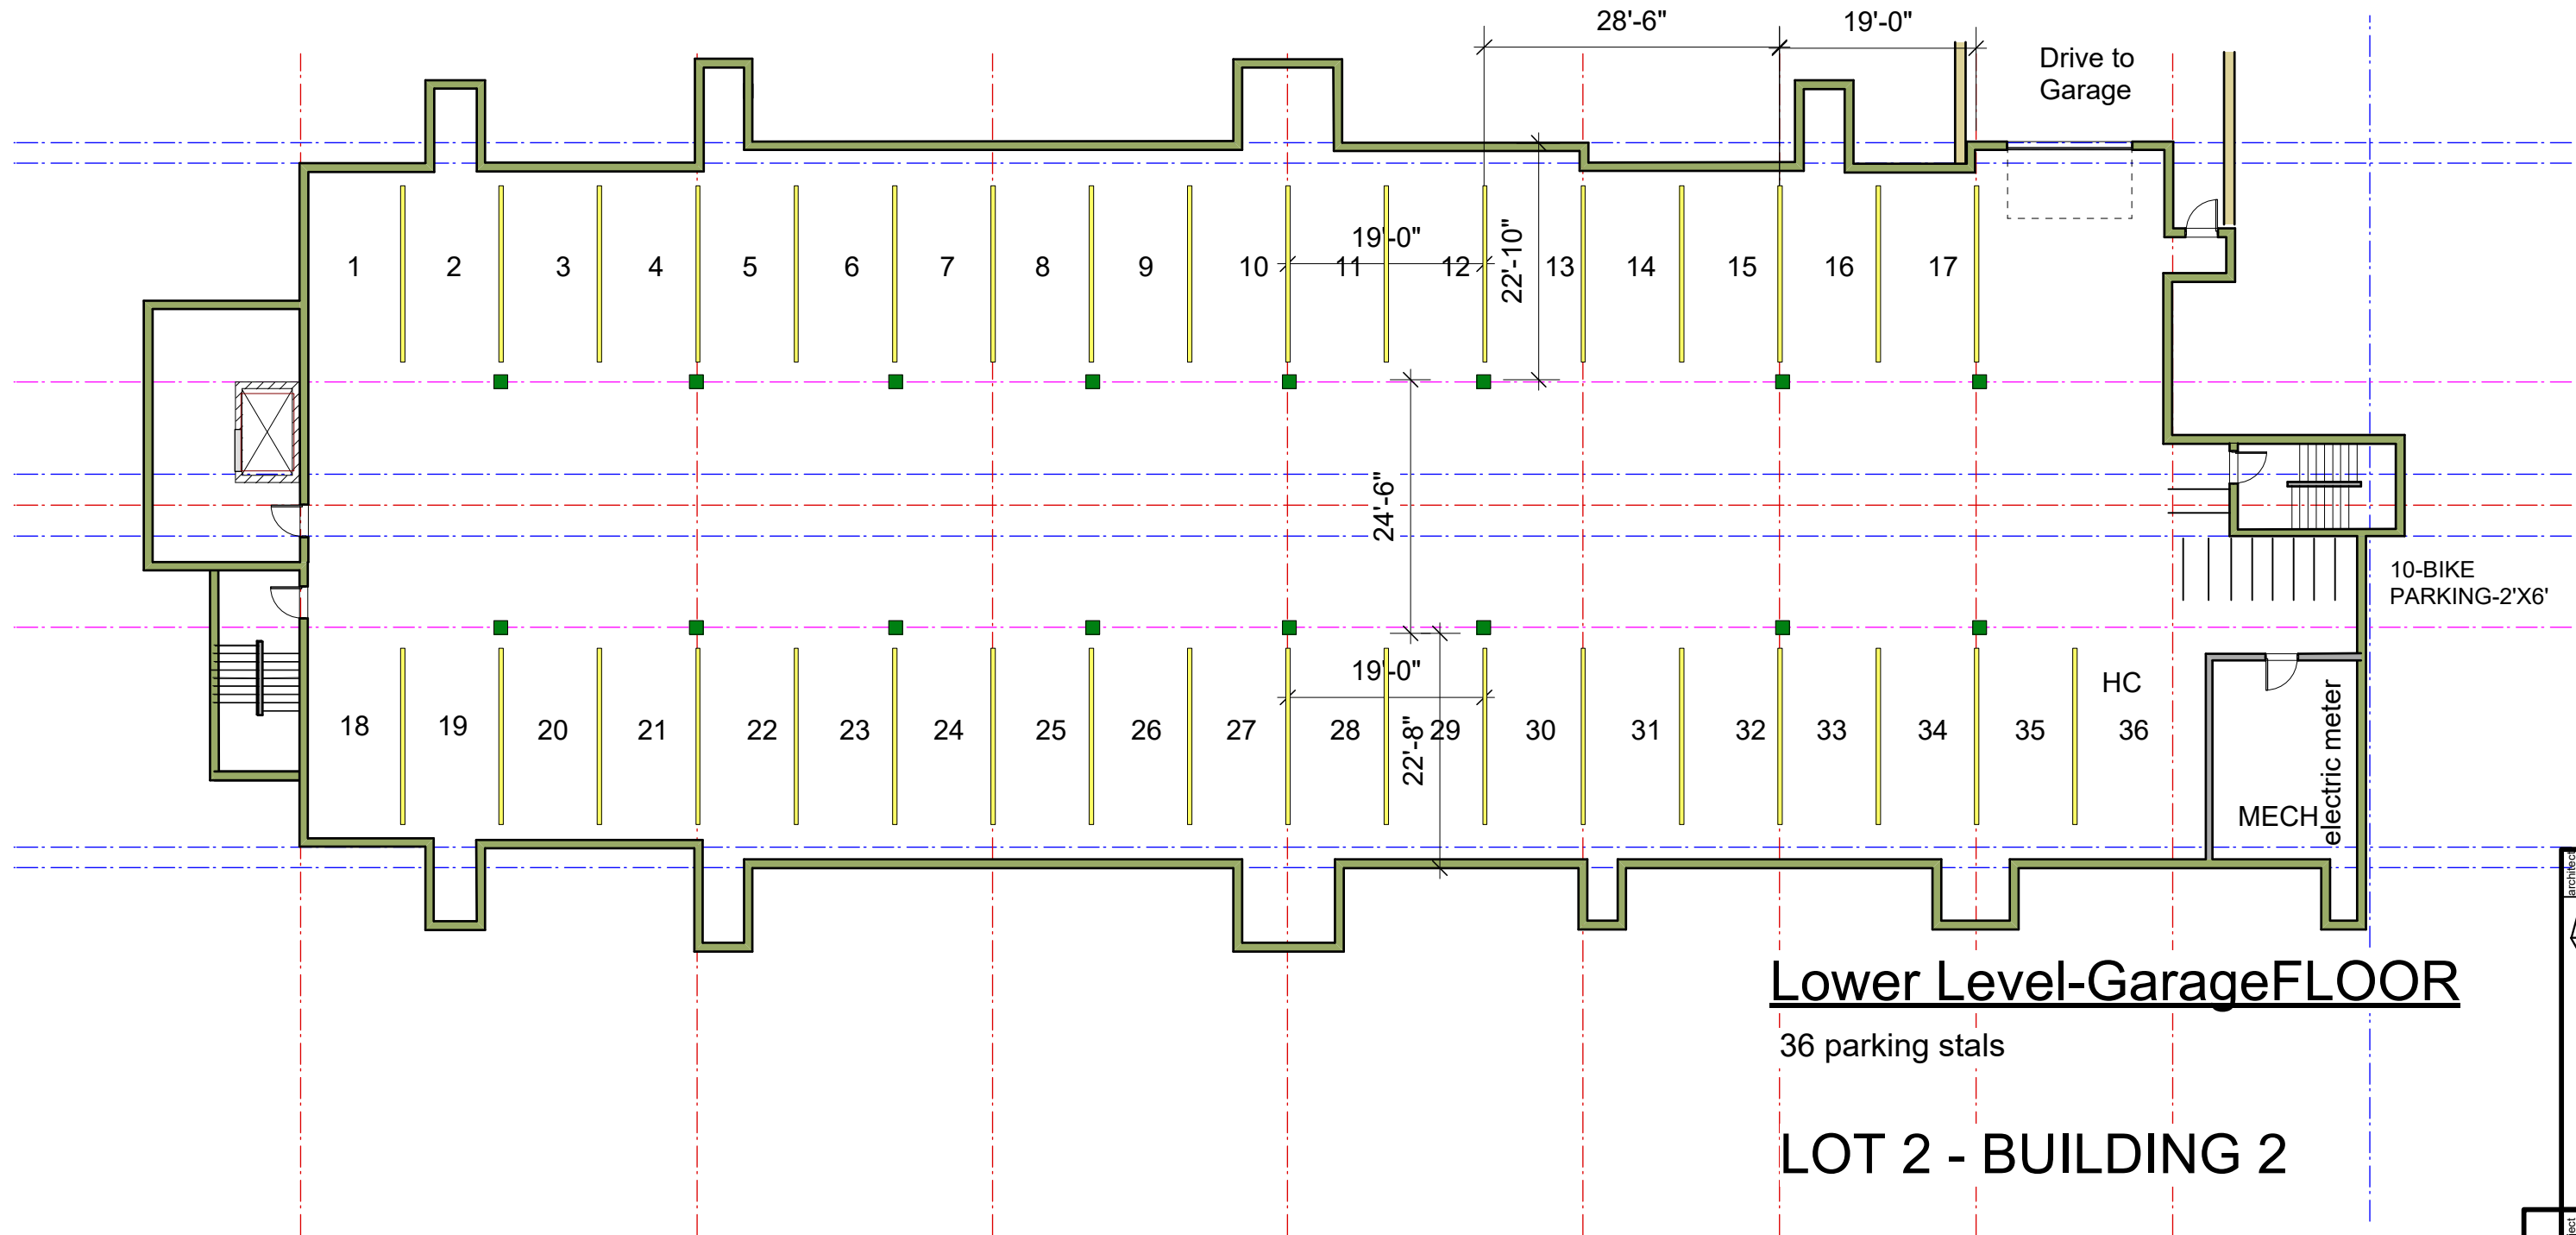 28'-6"
19'-0"
Drive to
Garage
19'-0"
22'-10"
1 2 3 4 5 6 7 8 9 10 11 12 13 14 15 16 17
24'-6"
10-BIKE
PARKING-2'X6'
19'-0"
22'-8"
HC
18 19 20 21 22 23 24 25 26 27 28 29 30 31 32 33 34 35 36
electric meter
MECH
architect
Lower Level-GarageFLOOR
36 parking stals
LOT 2 - BUILDING 2